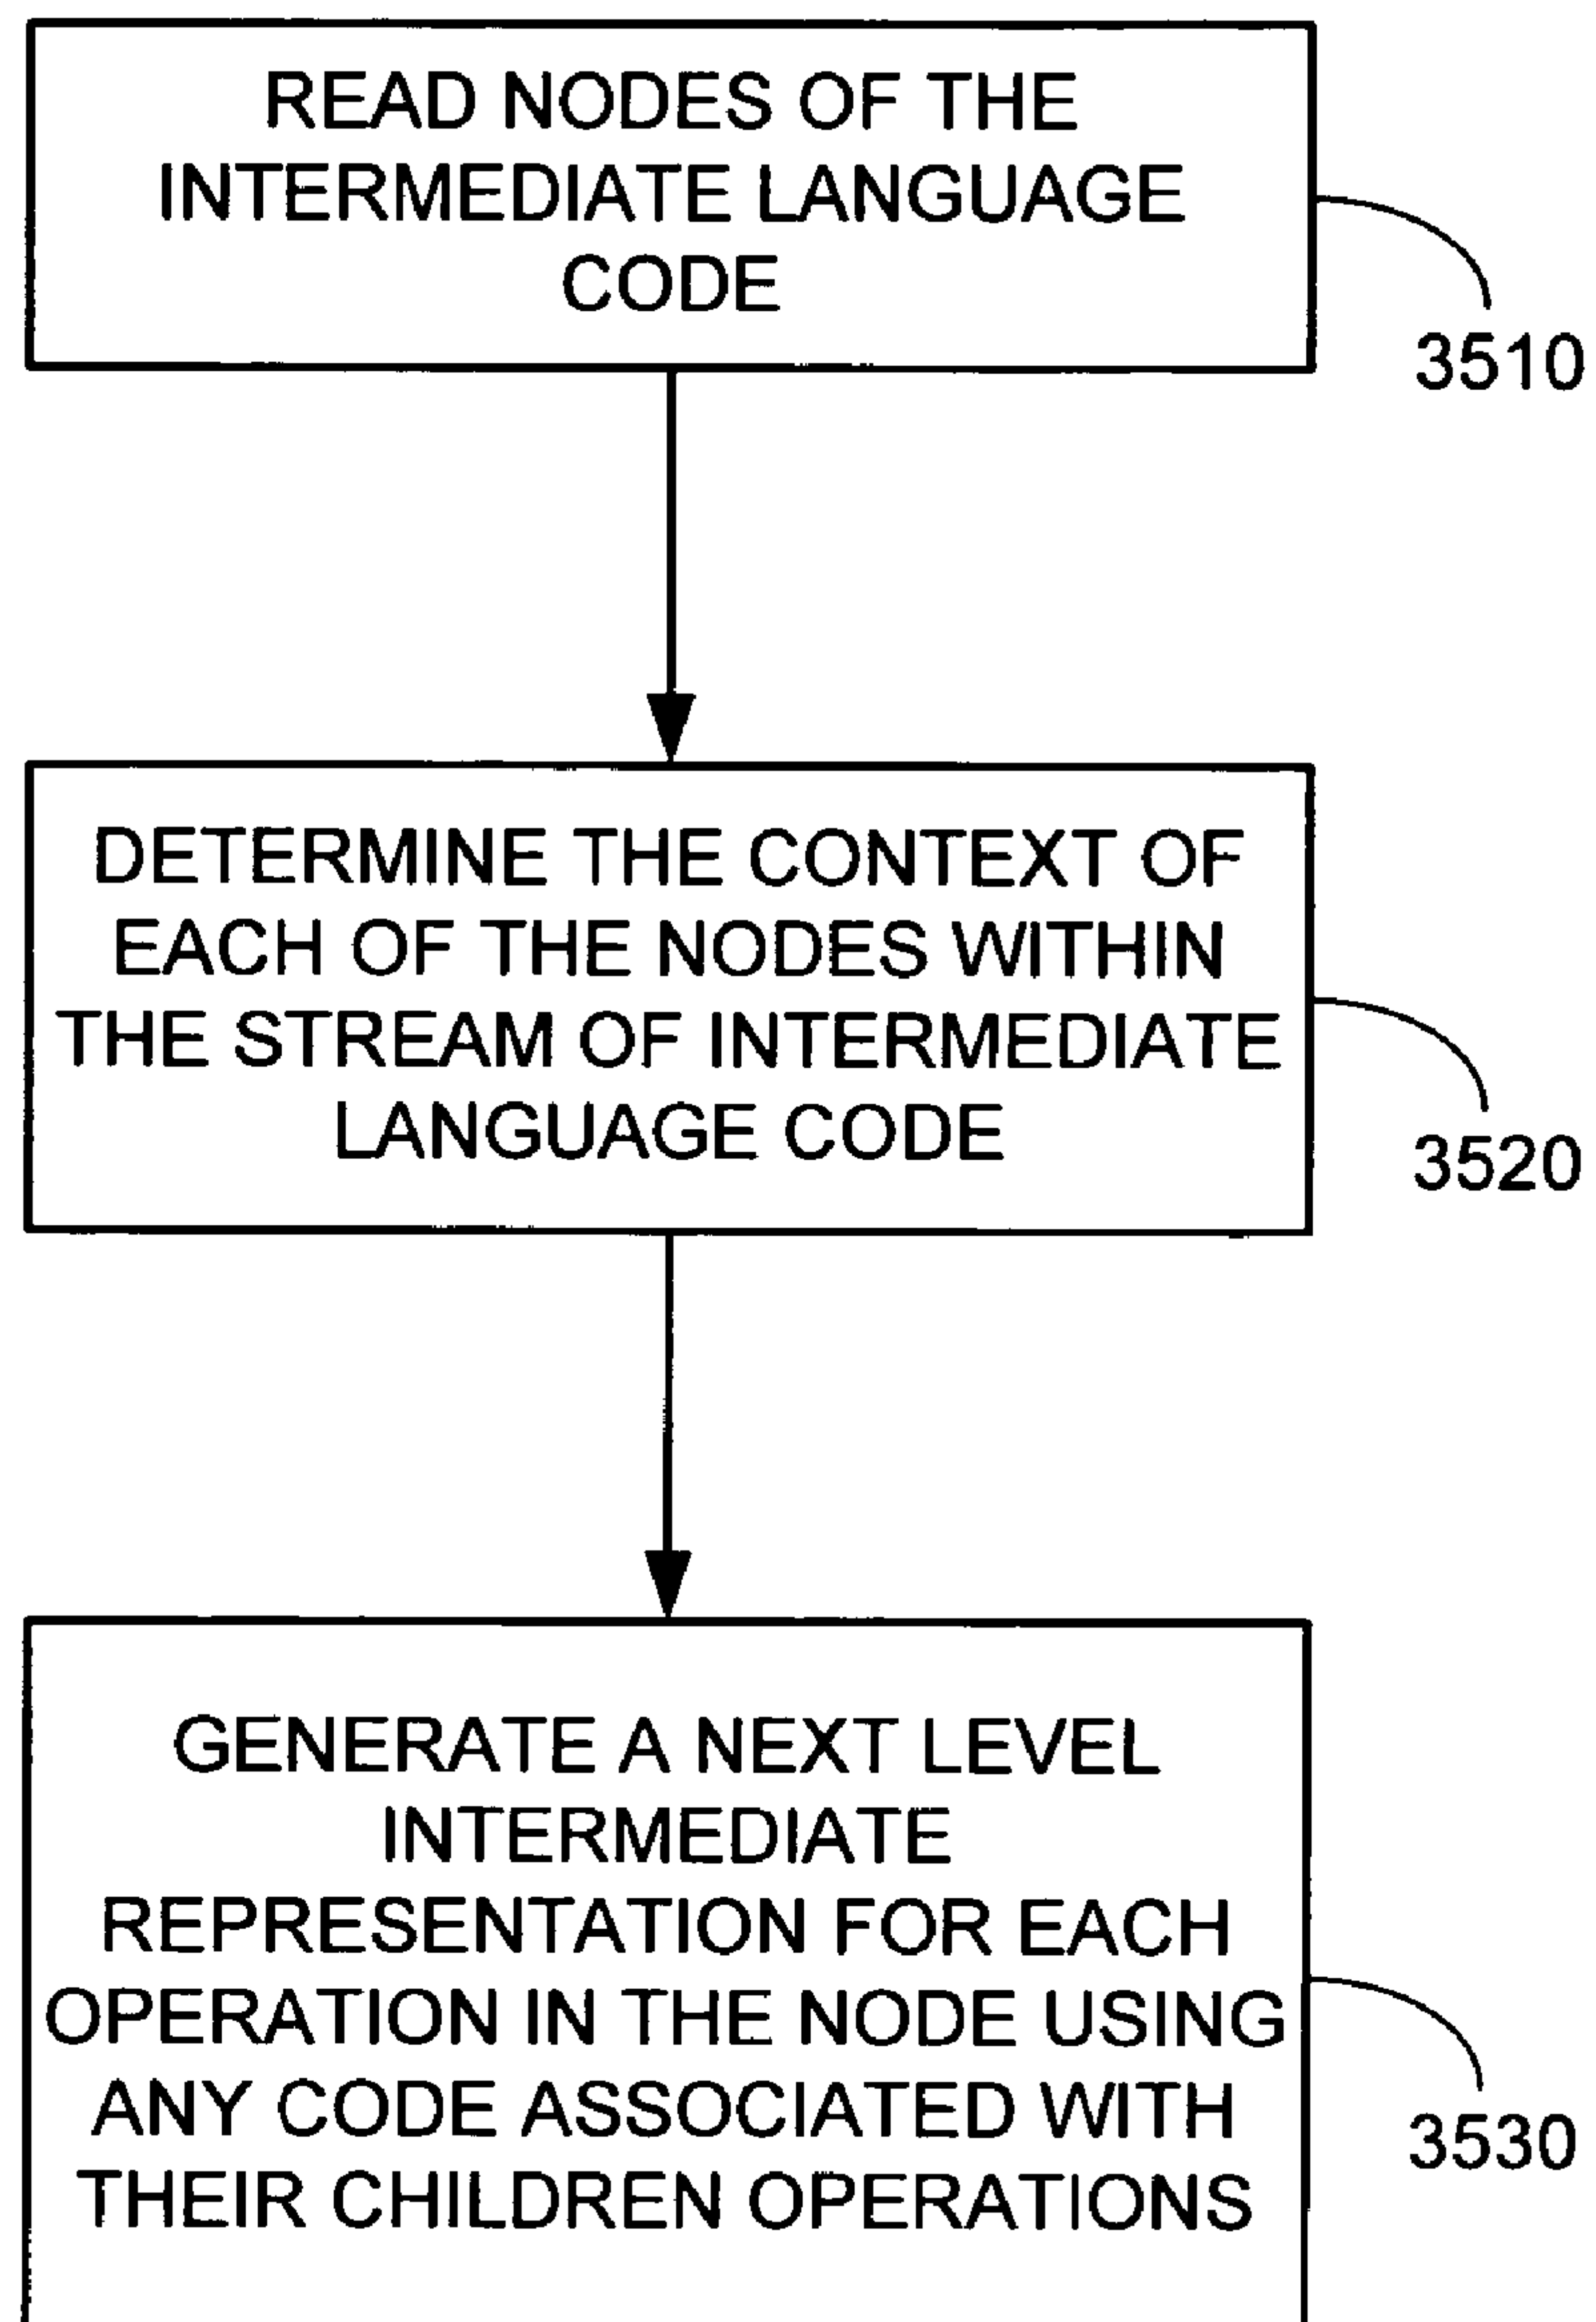 READ NODES OF THE
INTERMEDIATE LANGUAGE
CODE
3510
DETERMINE THE CONTEXT OF
EACH OF THE NODES WITHIN
THE STREAM OF INTERMEDIATE
LANGUAGE CODE
3520
GENERATE A NEXT LEVEL
INTERMEDIATE
REPRESENTATION FOR EACH
OPERATION IN THE NODE USING
ANY CODE ASSOCIATED WITH
THEIR CHILDREN OPERATIONS
3530